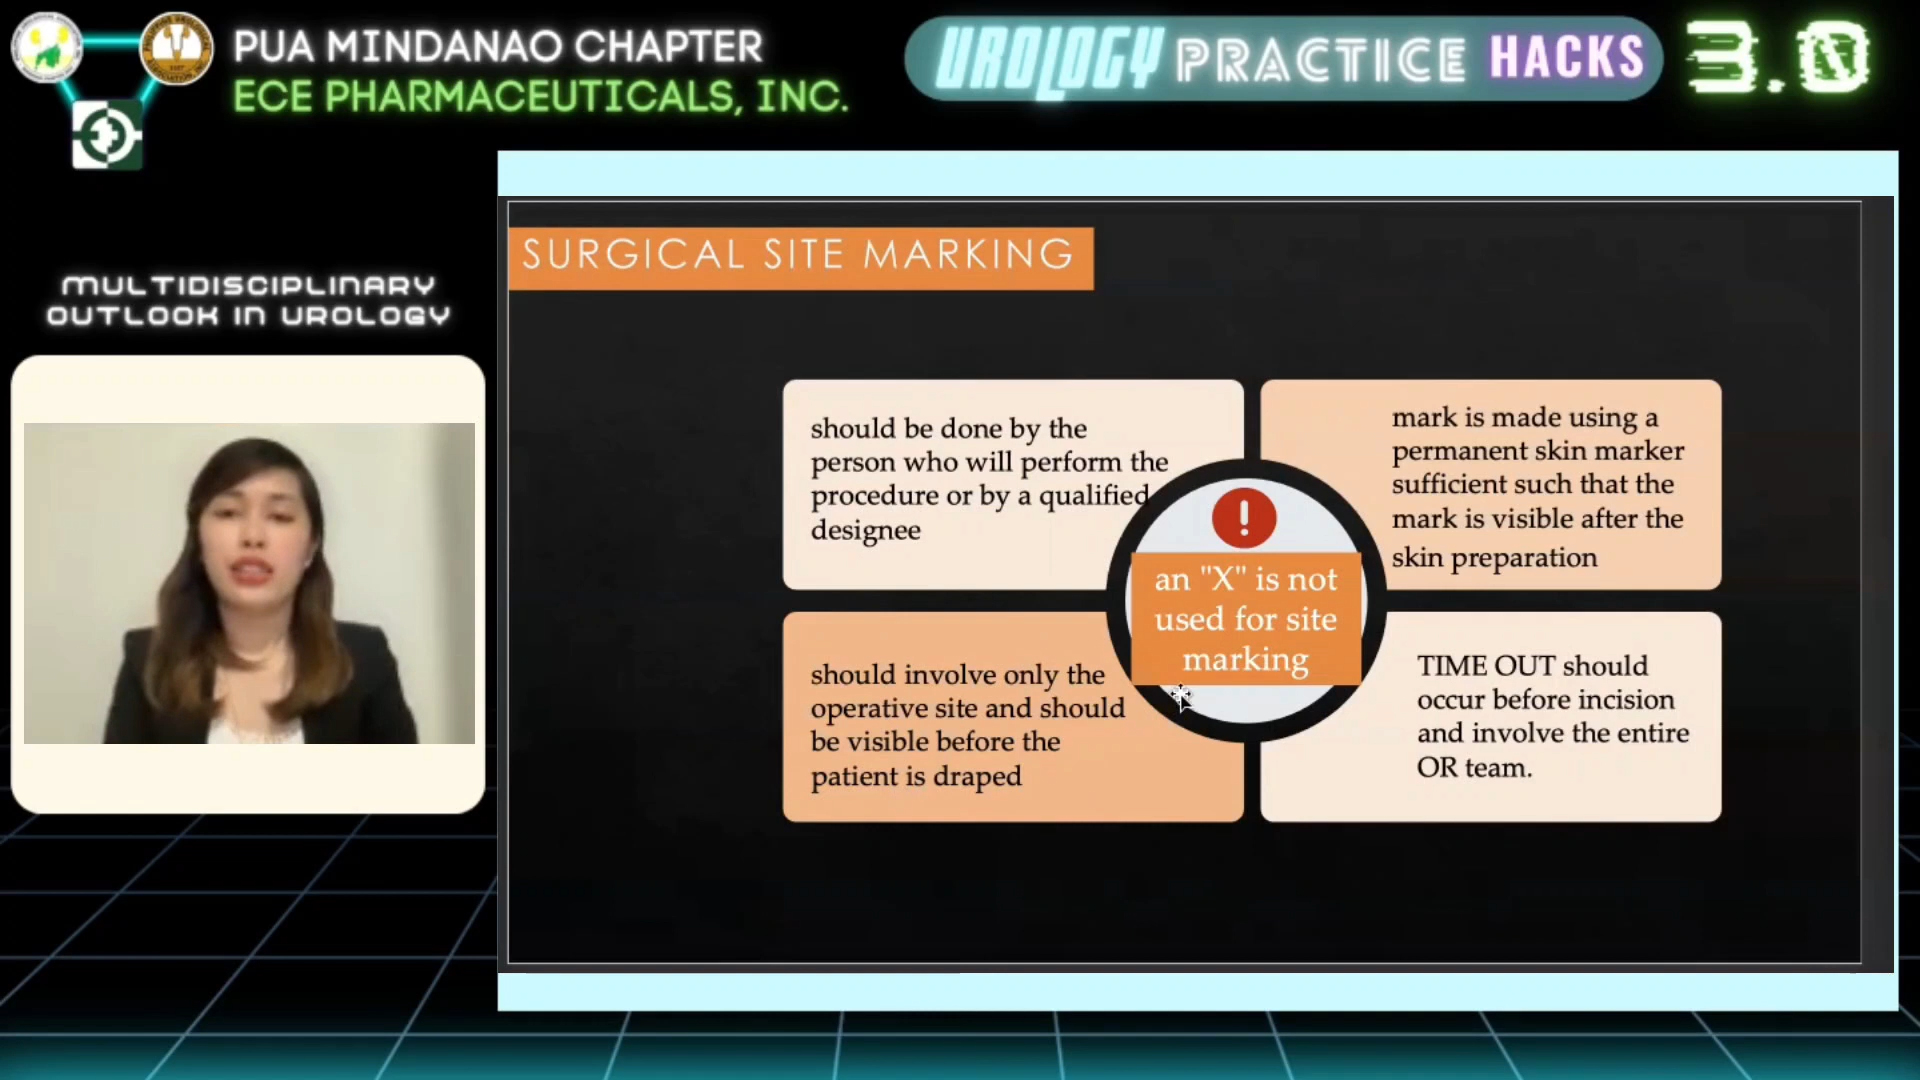 PUA MINDANAO CHAPTER
ECE PHARMACEUTICALS, INC.
UROLOGY PRACTICE HACKS 3.0
MULTIDISCIPLINARY
OUTLOOK IN UROLOGY
SURGICAL SITE MARKING
should be done by the
person who will perform the
procedure or by a qualified
designee
mark is made using a
permanent skin marker
sufficient such that the
mark is visible after the
skin preparation
!
an "X" is not
used for site
marking
should involve only the
operative site and should
be visible before the
patient is draped
TIME OUT should
occur before incision
and involve the entire
OR team.